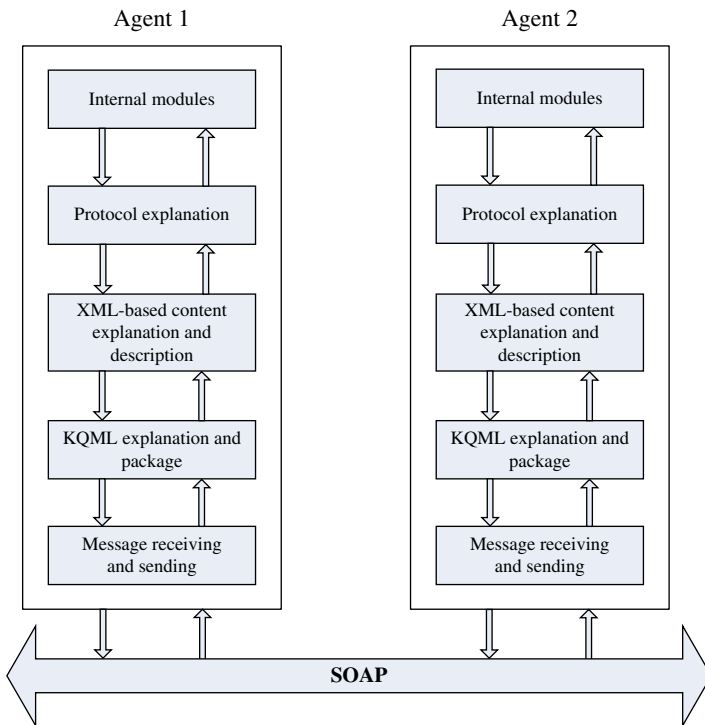 Agent 1
Internal modules
Protocol explanation
XML-based content
explanation and
description
KQML explanation and
package
Message receiving
and sending
Agent 2
Internal modules
Protocol explanation
XML-based content
explanation and
description
KQML explanation and
package
Message receiving
and sending
SOAP